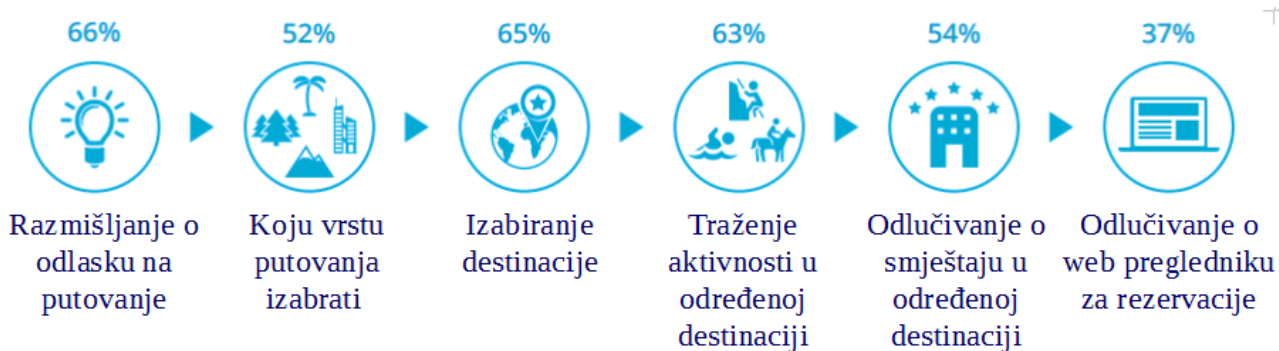 66%
52%
65%
63%
54%
37%
Razmišljanje o
odlasku na
putovanje
Koju vrstu
putovanja
izabrati
Izabiranje
destinacije
Traženje
aktivnosti u
određenoj
destinaciji
Odlučivanje o
smještaju u
određenoj
destinaciji
Odlučivanje o
web pregledniku
za rezervacije